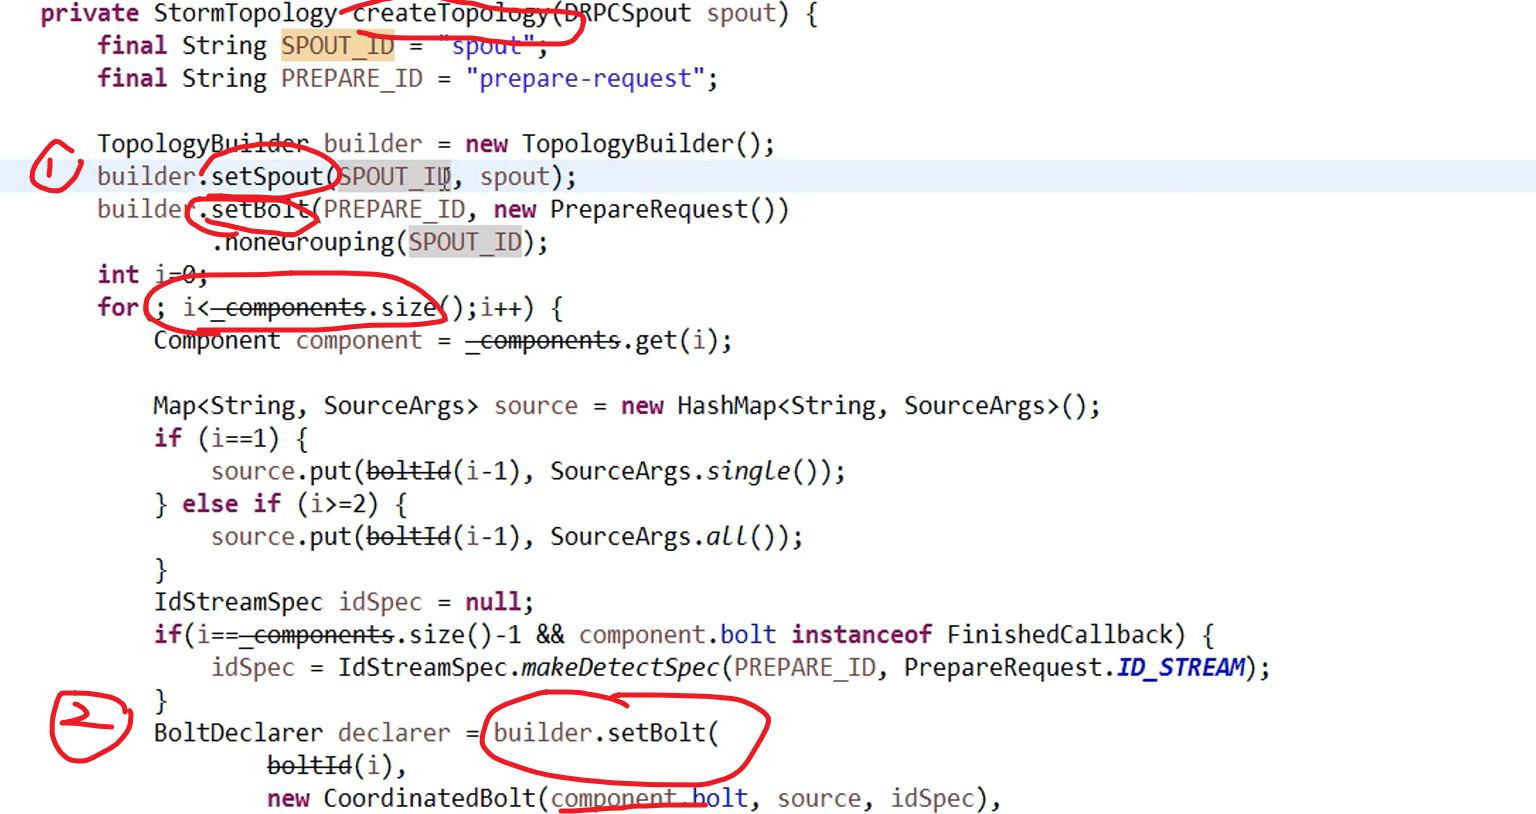 private StormTopology createTopology(DRPCSpout spout) {
final String SPOUT_ID = "spout";
final String PREPARE_ID = "prepare-request";
TopologyBuilder builder = new TopologyBuilder();
① builder.setSpout(SPOUT_ID, spout);
builder.setBolt(PREPARE_ID, new PrepareRequest())
.noneGrouping(SPOUT_ID);
int i=0;
for (; i<_components.size();i++) {
Component component = _components.get(i);
Map<String, SourceArgs> source = new HashMap<String, SourceArgs>();
if (i==1) {
source.put(boltId(i-1), SourceArgs.single());
} else if (i>=2) {
source.put(boltId(i-1), SourceArgs.all());
}
IdStreamSpec idSpec = null;
if(i==_components.size()-1 && component.bolt instanceof FinishedCallback) {
idSpec = IdStreamSpec.makeDetectSpec(PREPARE_ID, PrepareRequest.ID_STREAM);
}
② BoltDeclarer declarer = builder.setBolt(
boltId(i),
new CoordinatedBolt(component.bolt, source, idSpec),